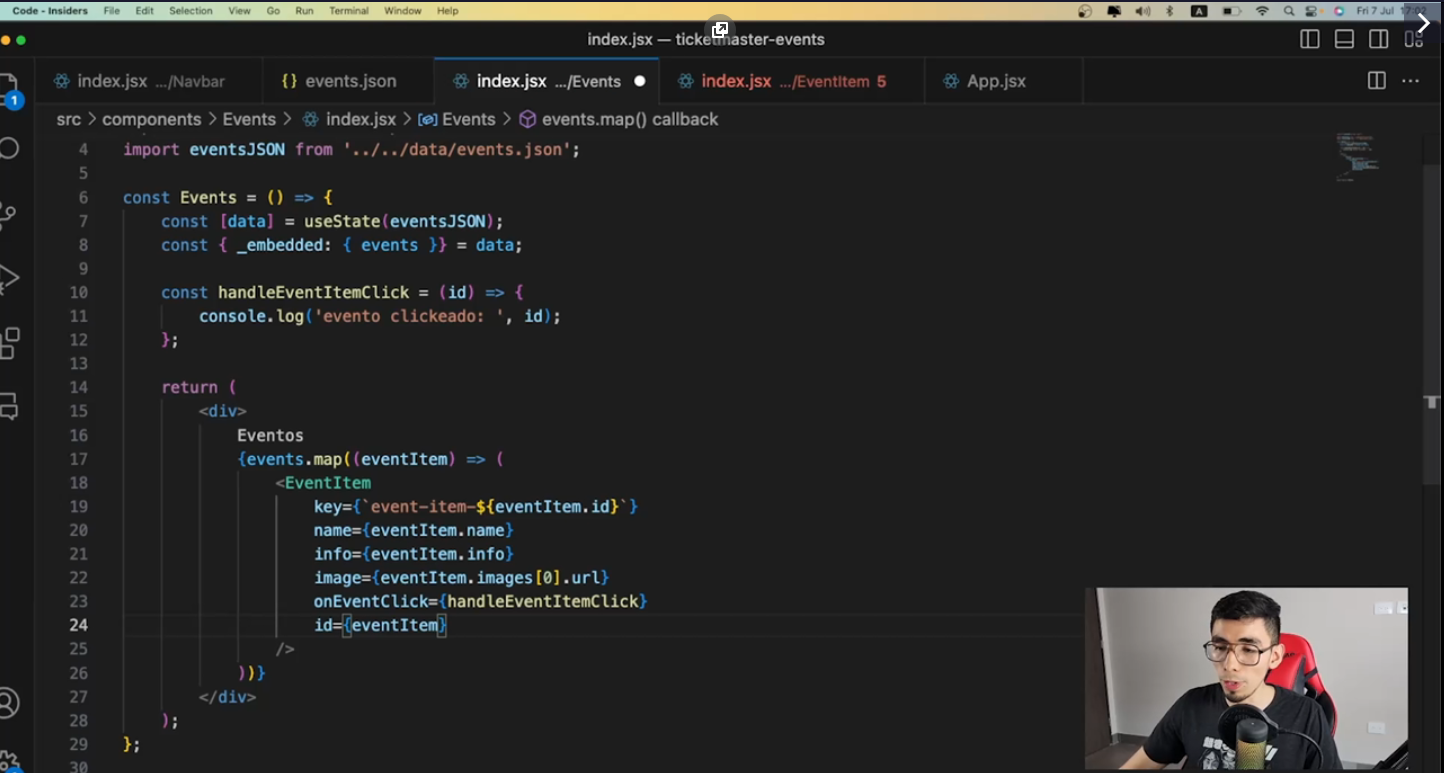 Code - Insiders File Edit Selection View Go Run Terminal Window Help A Fri 7 Jul 17:02
index.jsx — ticketmaster-events
1
index.jsx .../Navbar {} events.json index.jsx .../Events index.jsx .../EventItem 5 App.jsx
src > components > Events > index.jsx > Events > events.map() callback
4 import eventsJSON from '../../data/events.json';
5
6 const Events = () => {
7 const [data] = useState(eventsJSON);
8 const { _embedded: { events }} = data;
9
10 const handleEventItemClick = (id) => {
11 console.log('evento clickeado: ', id);
12 };
13
14 return (
15 <div>
16 Eventos
17 {events.map((eventItem) => (
18 <EventItem
19 key={`event-item-${eventItem.id}`}
20 name={eventItem.name}
21 info={eventItem.info}
22 image={eventItem.images[0].url}
23 onEventClick={handleEventItemClick}
24 id={eventItem}
25 />
26 ))}
27 </div>
28 );
29 };
30